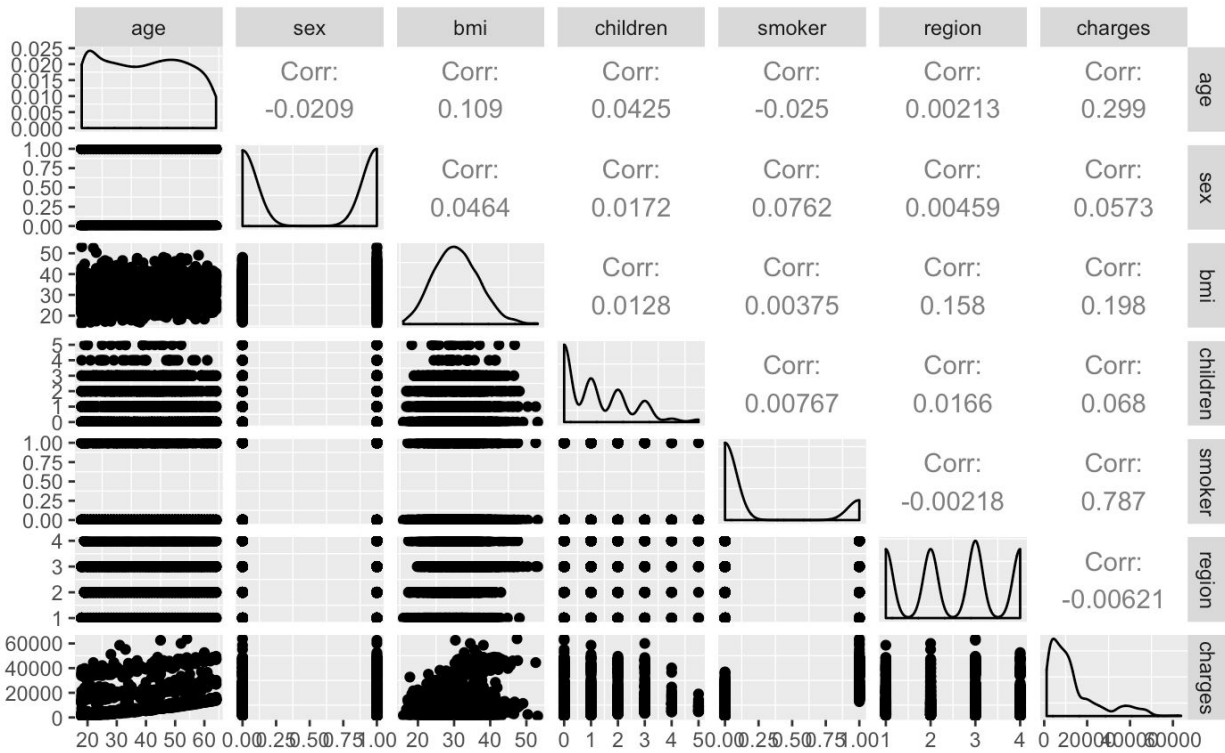 age sex bmi children smoker region charges
0.025
0.020
0.015
0.010
0.005
0.000
Corr: Corr: Corr: Corr: Corr: Corr:
-0.0209 0.109 0.0425 -0.025 0.00213 0.299
age
1.00
0.75
0.50
0.25
0.00
Corr: Corr: Corr: Corr: Corr:
0.0464 0.0172 0.0762 0.00459 0.0573
sex
50
40
30
20
Corr: Corr: Corr: Corr:
0.0128 0.00375 0.158 0.198
bmi
5
4
3
2
1
0
Corr: Corr: Corr:
0.00767 0.0166 0.068
children
1.00
0.75
0.50
0.25
0.00
Corr: Corr:
-0.00218 0.787
smoker
4
3
2
1
Corr:
-0.00621
region
60000
40000
20000
0
charges
20 30 40 50 60 0.00 0.25 0.50 0.75 1.00 20 30 40 50 0 1 2 3 4 5 0.00 0.25 0.50 0.75 1.00 1 2 3 4 0 20000 40000 60000